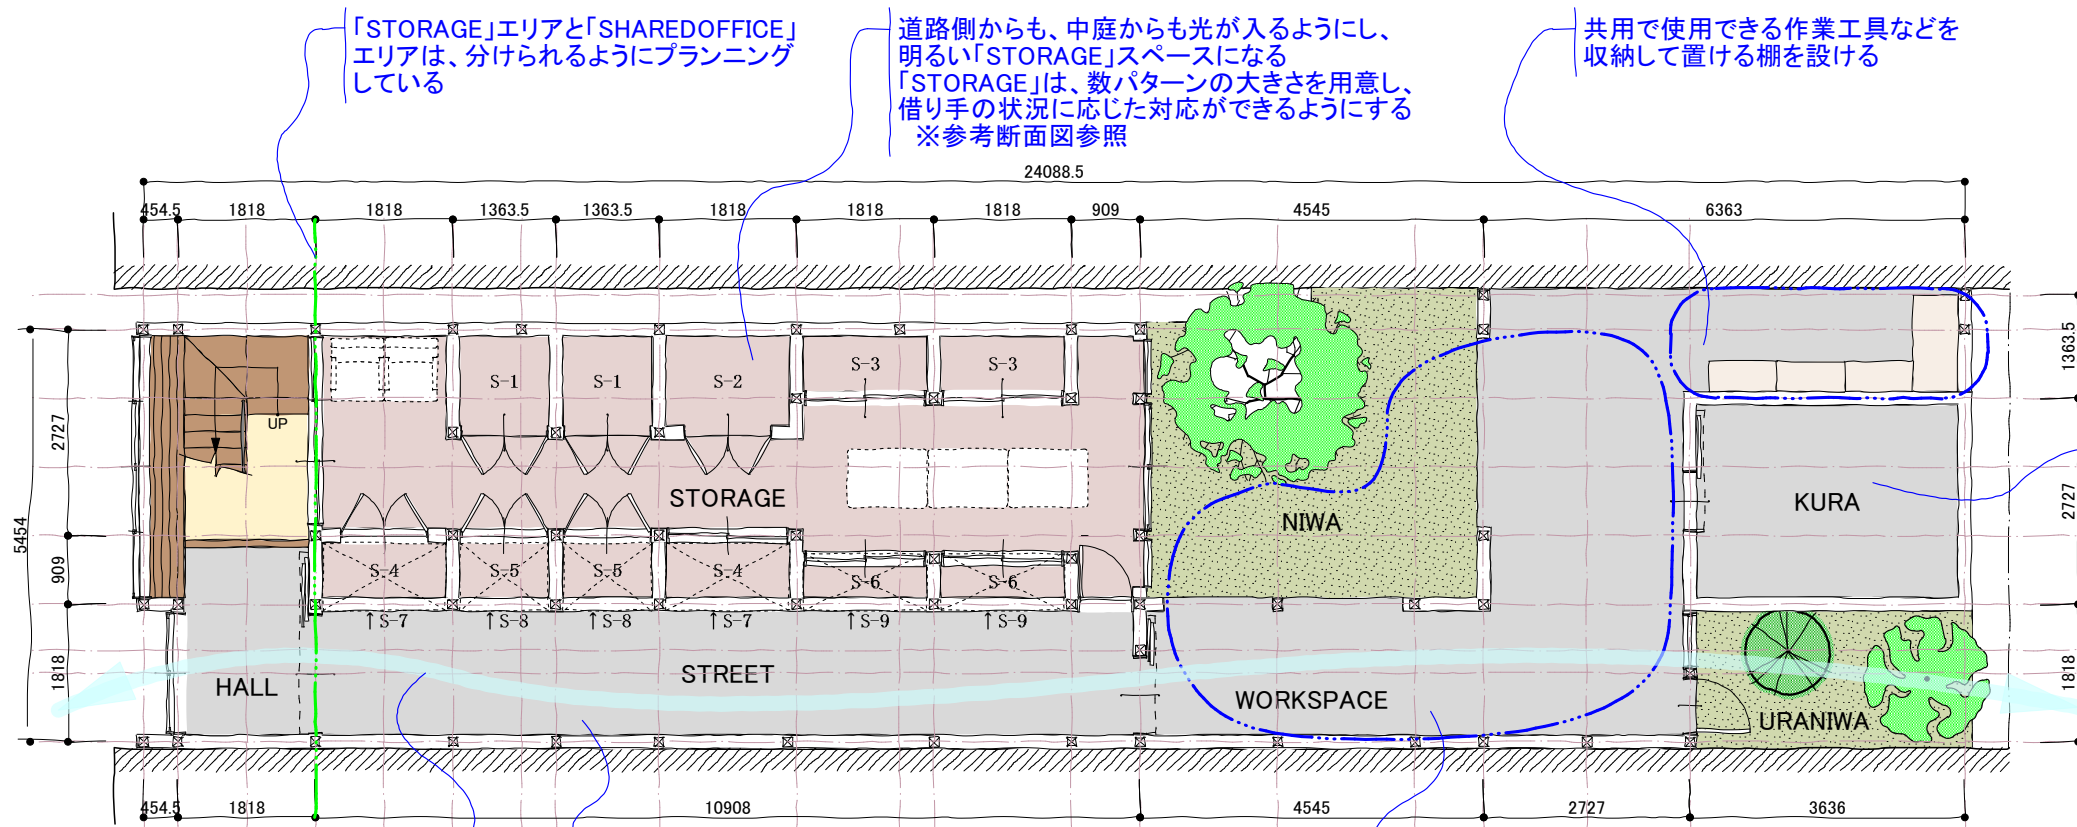 「STORAGE」エリアと「SHAREDOFFICE」
エリアは、分けられるようにプランニング
している
道路側からも、中庭からも光が入るようにし、
明るい「STORAGE」スペースになる
「STORAGE」は、数パターンの大きさを用意し、
借り手の状況に応じた対応ができるようにする
※参考断面図参照
共用で使用できる作業工具などを
収納して置ける棚を設ける
24088.5
454.5
1818
1818
1363.5
1363.5
1818
1818
1818
909
4545
6363
5454
2727
909
1818
1363.5
2727
1818
UP
S-1
S-1
S-2
S-3
S-3
STORAGE
NIWA
KURA
S-4
S-5
S-5
S-4
S-6
S-6
↑S-7
↑S-8
↑S-8
↑S-7
↑S-9
↑S-9
HALL
STREET
WORKSPACE
URANIWA
454.5
1818
10908
4545
2727
3636